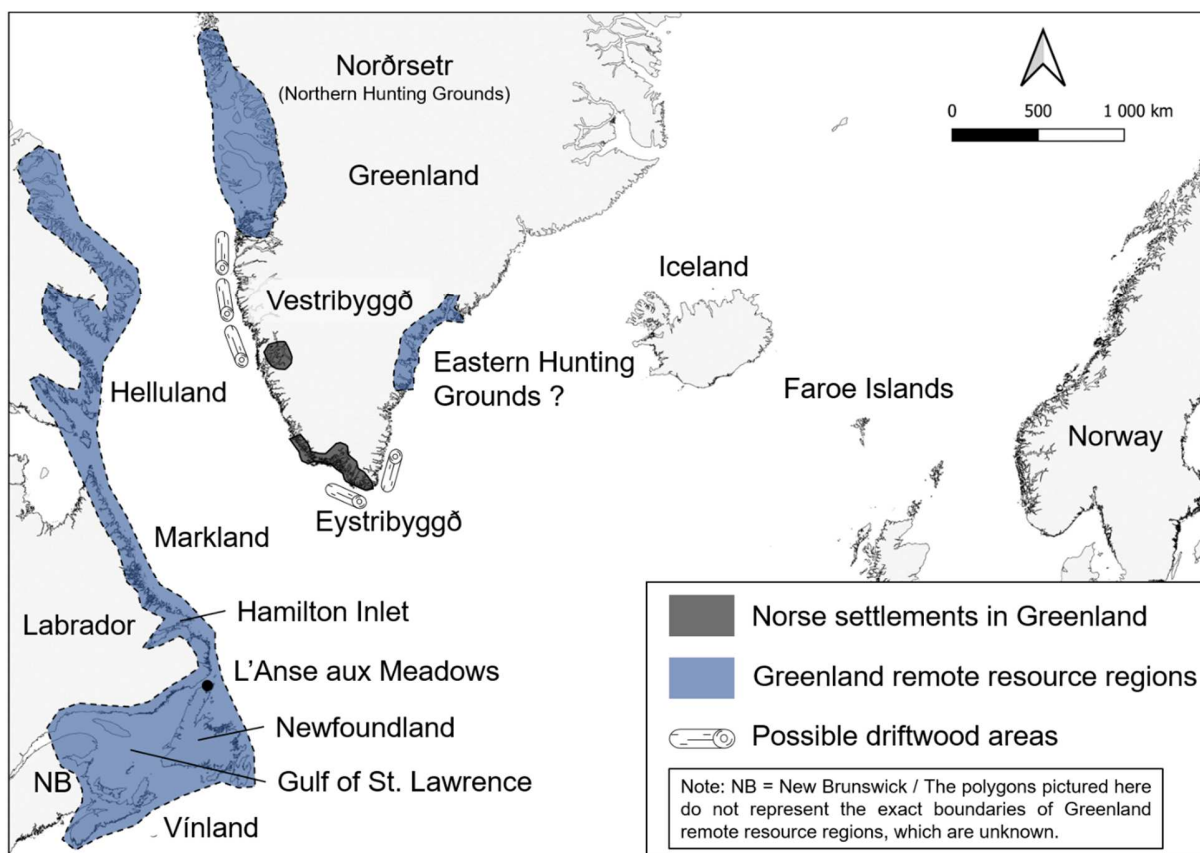 Norðrsetr
(Northern Hunting Grounds)
0 500 1 000 km
Greenland
Iceland
Vestribyggð
Eastern Hunting
Grounds ?
Helluland
Faroe Islands
Norway
Eystribyggð
Markland
Hamilton Inlet
Labrador
L'Anse aux Meadows
Newfoundland
NB
Gulf of St. Lawrence
Vínland
Norse settlements in Greenland
Greenland remote resource regions
Possible driftwood areas
Note: NB = New Brunswick / The polygons pictured here
do not represent the exact boundaries of Greenland
remote resource regions, which are unknown.